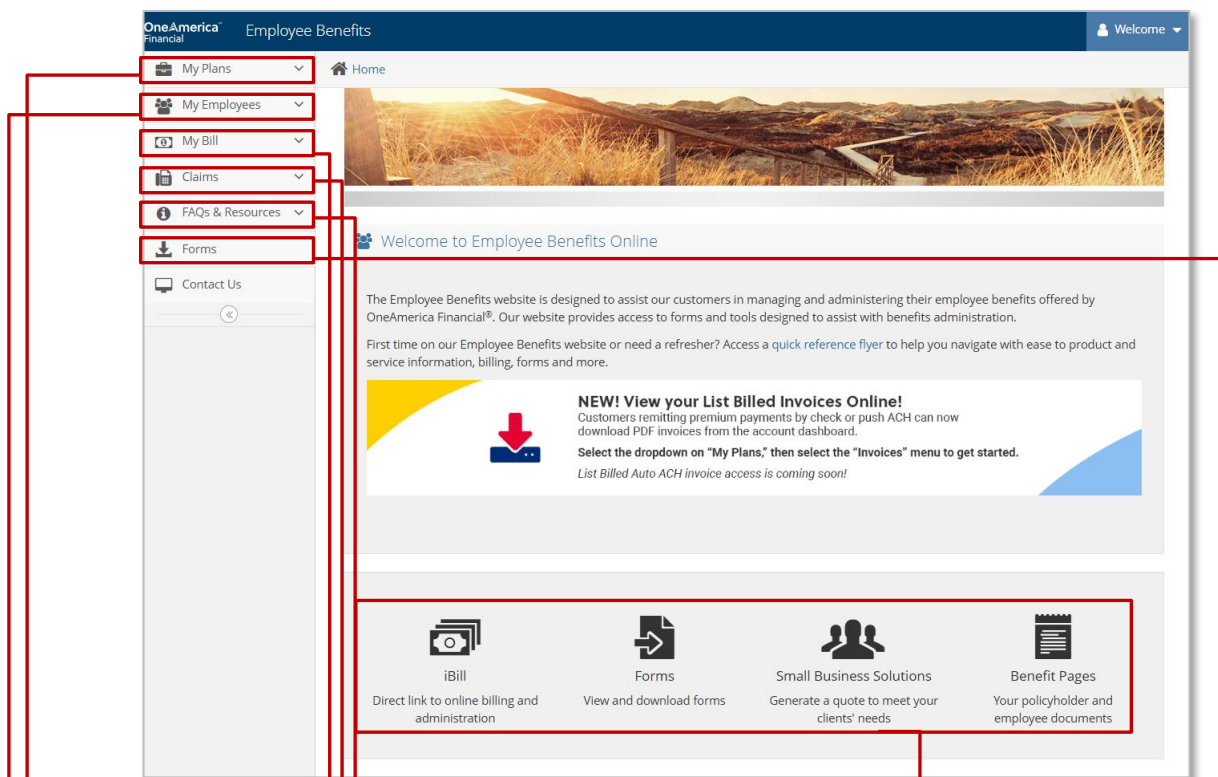 OneAmerica™ Employee Benefits Welcome
Financial
My Plans
Home
My Employees
My Bill
Claims
FAQs & Resources
Forms
Contact Us
Welcome to Employee Benefits Online
The Employee Benefits website is designed to assist our customers in managing and administering their employee benefits offered by
OneAmerica Financial®. Our website provides access to forms and tools designed to assist with benefits administration.
First time on our Employee Benefits website or need a refresher? Access a quick reference flyer to help you navigate with ease to product and
service information, billing, forms and more.
NEW! View your List Billed Invoices Online!
Customers remitting premium payments by check or push ACH can now
download PDF invoices from the account dashboard.
Select the dropdown on “My Plans,” then select the “Invoices” menu to get started.
List Billed Auto ACH invoice access is coming soon!
iBill
Direct link to online billing and
administration
Forms
View and download forms
Small Business Solutions
Generate a quote to meet your
clients' needs
Benefit Pages
Your policyholder and
employee documents